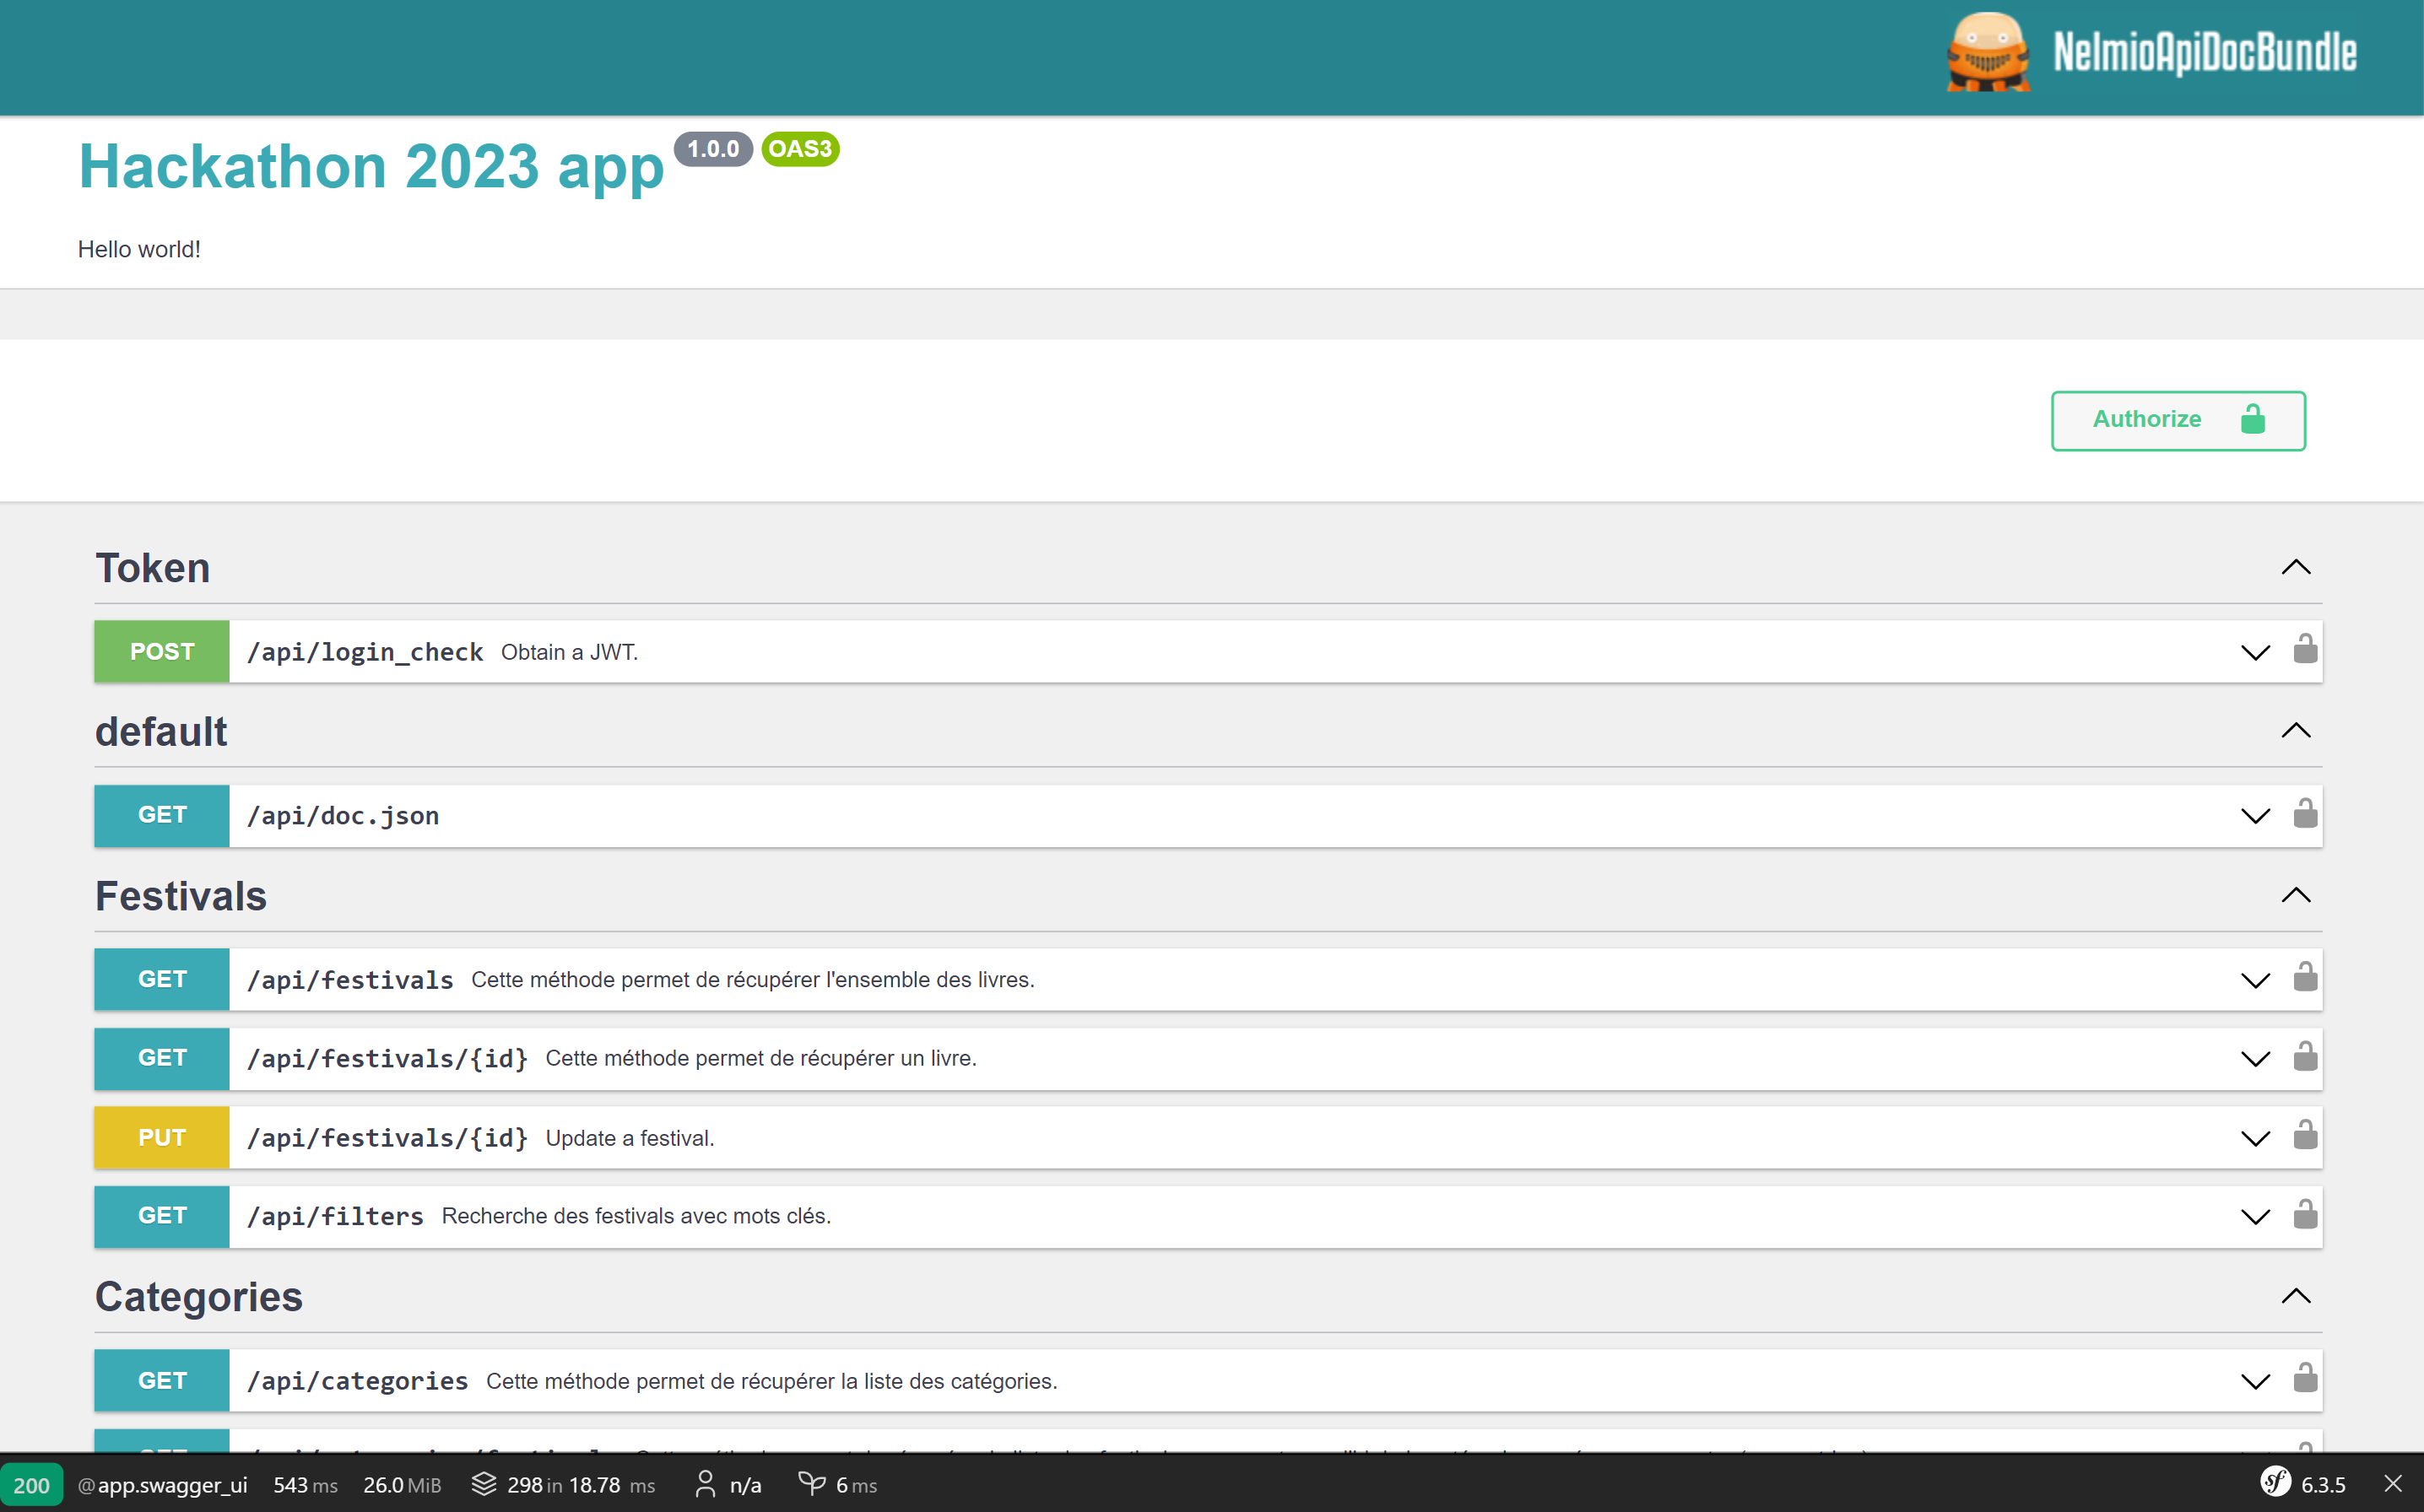 NelmioApiDocBundle
Hackathon 2023 app 1.0.0 OAS3
Hello world!
Authorize
Token
POST /api/login_check Obtain a JWT.
default
GET /api/doc.json
Festivals
GET /api/festivals Cette méthode permet de récupérer l'ensemble des livres.
GET /api/festivals/{id} Cette méthode permet de récupérer un livre.
PUT /api/festivals/{id} Update a festival.
GET /api/filters Recherche des festivals avec mots clés.
Categories
GET /api/categories Cette méthode permet de récupérer la liste des catégories.
200 @app.swagger_ui 543 ms 26.0 MiB 298 in 18.78 ms n/a 6 ms sf 6.3.5